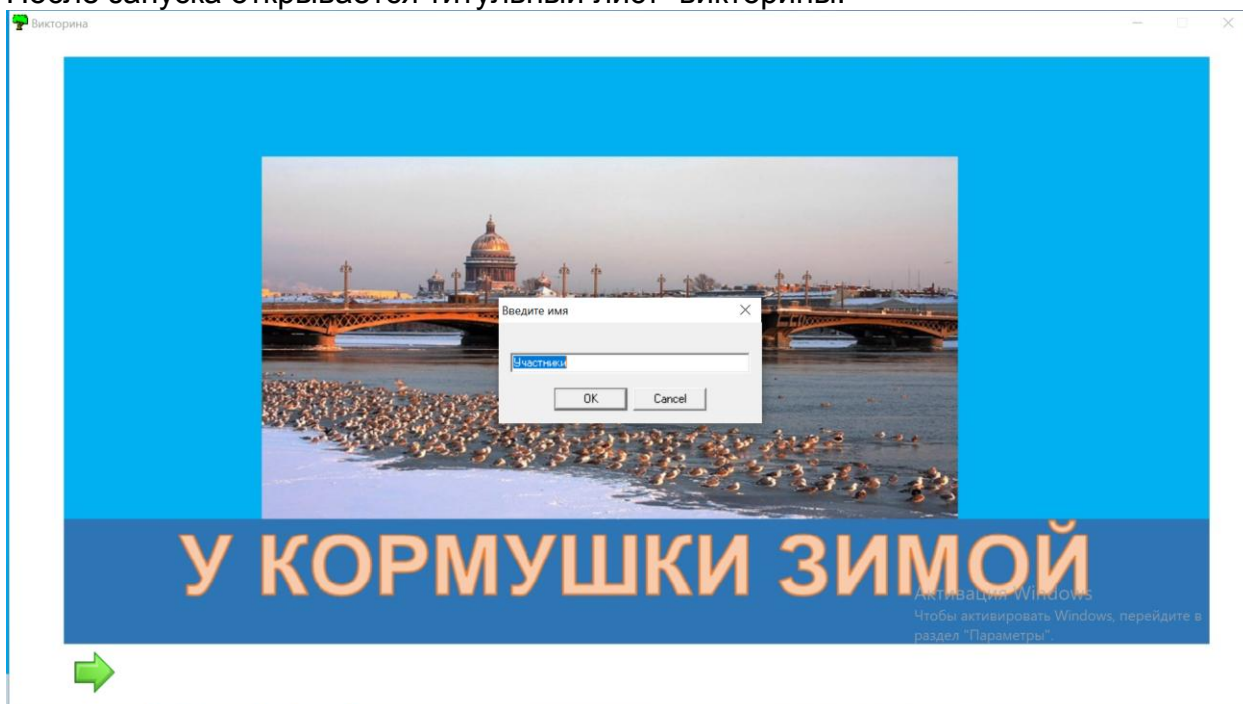 После запуска открывается титульный лист викторины.
Викторина
Введите имя
Участники
OK
Cancel
У КОРМУШКИ ЗИМОЙ
Активация Windows
Чтобы активировать Windows, перейдите в
раздел "Параметры".